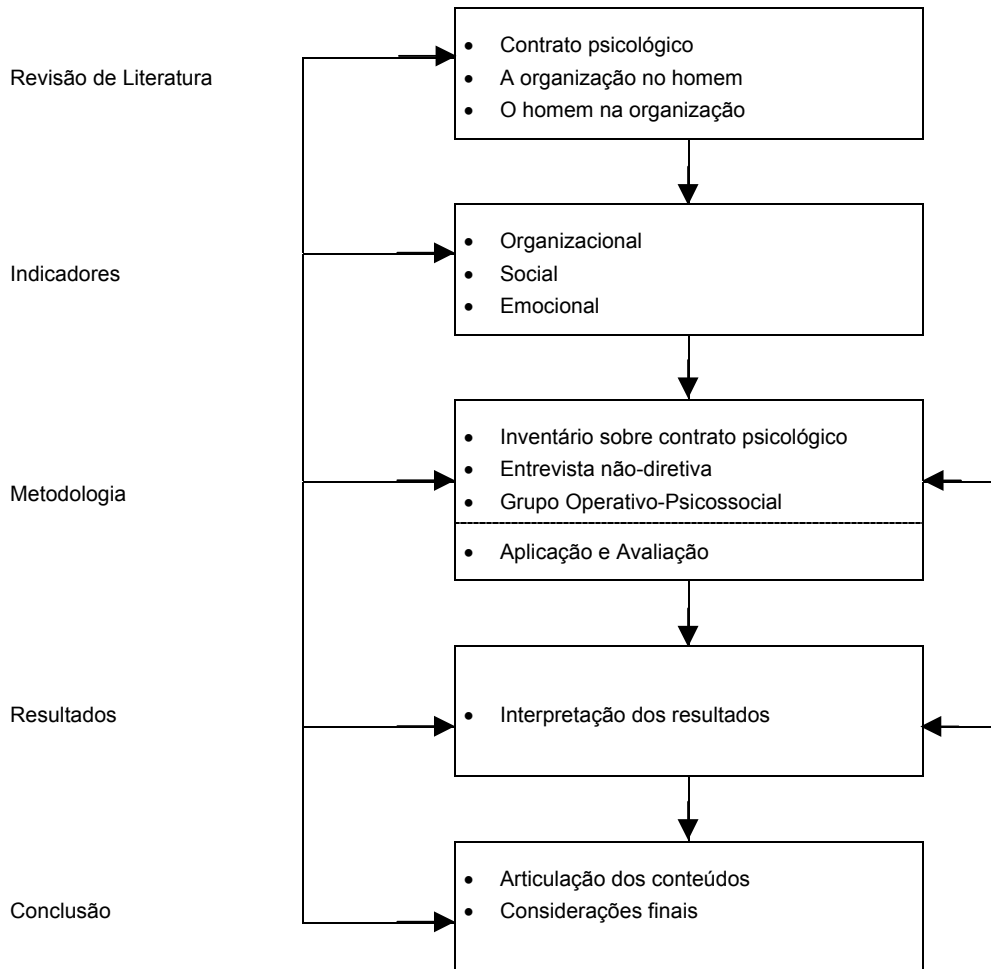 Revisão de Literatura
• Contrato psicológico
• A organização no homem
• O homem na organização
Indicadores
• Organizacional
• Social
• Emocional
Metodologia
• Inventário sobre contrato psicológico
• Entrevista não-diretiva
• Grupo Operativo-Psicossocial
• Aplicação e Avaliação
Resultados
• Interpretação dos resultados
Conclusão
• Articulação dos conteúdos
• Considerações finais